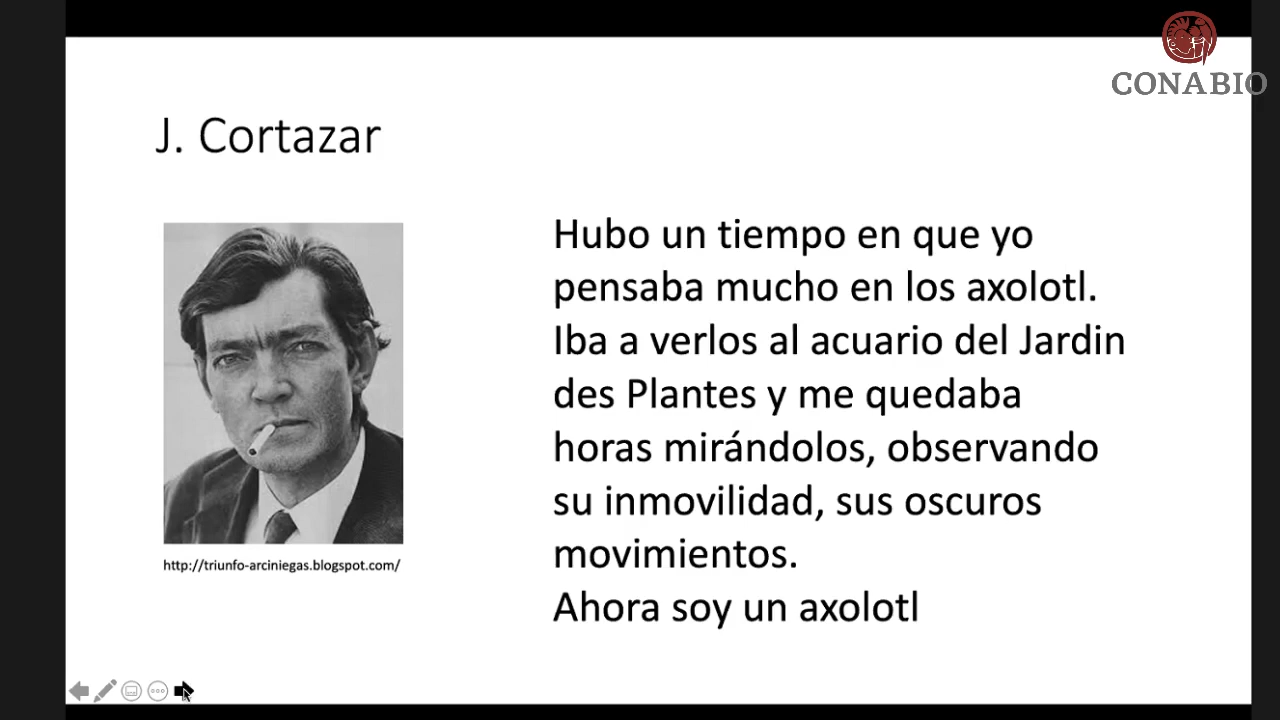 CONABIO
J. Cortazar
Hubo un tiempo en que yo
pensaba mucho en los axolotl.
Iba a verlos al acuario del Jardin
des Plantes y me quedaba
horas mirándolos, observando
su inmovilidad, sus oscuros
movimientos.
Ahora soy un axolotl
http://triunfo-arciniegas.blogspot.com/